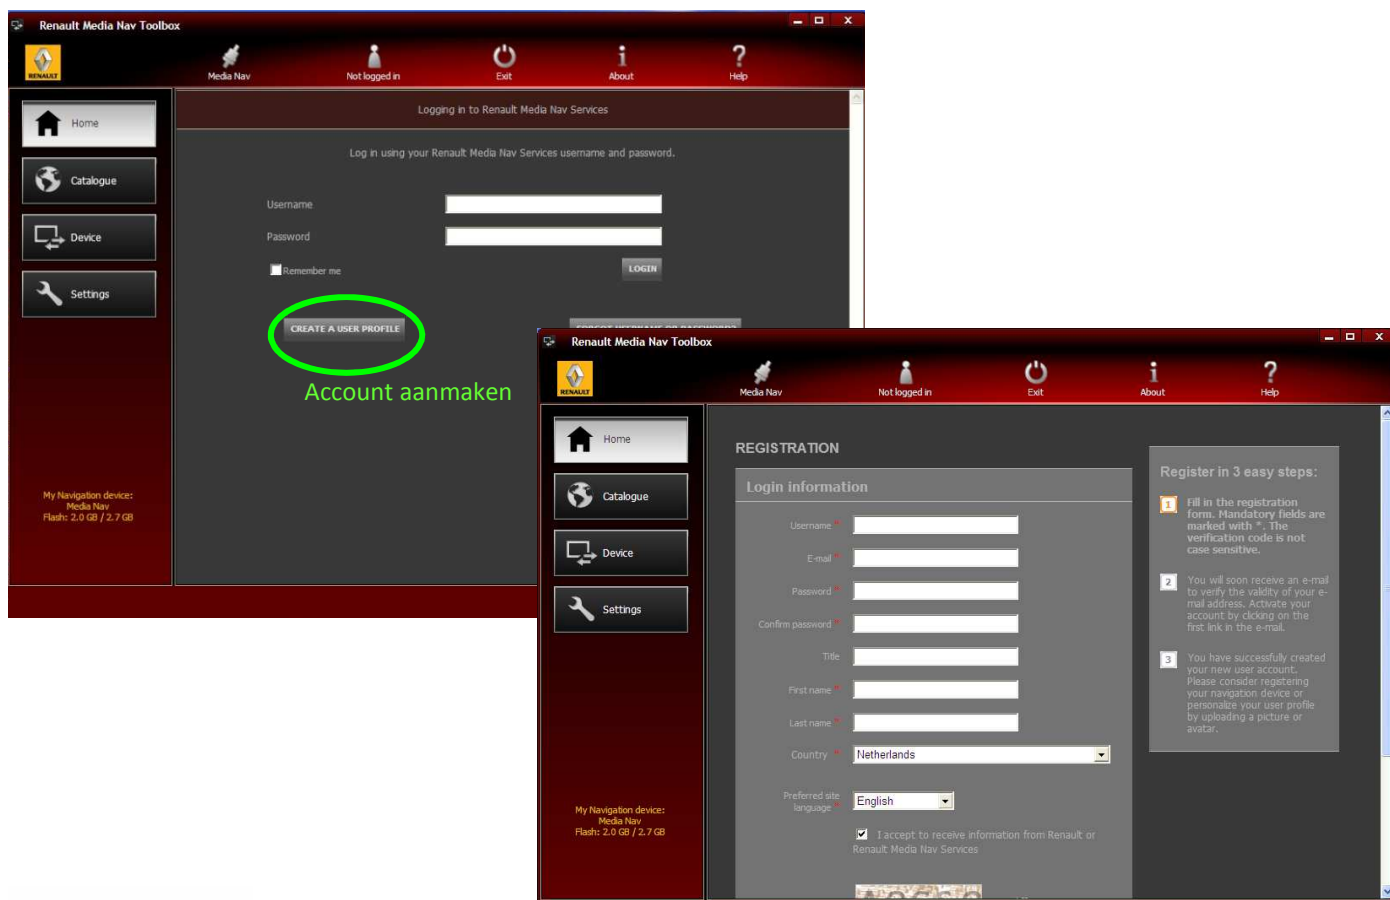 Renault Media Nav Toolbox
RENAULT
Media Nav
Not logged in
Exit
About
Help
Home
Catalogue
Device
Settings
My Navigation device:
Media Nav
Flash: 2.0 GB / 2.7 GB
Logging in to Renault Media Nav Services
Log in using your Renault Media Nav Services username and password.
Username
Password
Remember me
LOGIN
CREATE A USER PROFILE
FORGOT USERNAME OR PASSWORD?
Account aanmaken
Renault Media Nav Toolbox
RENAULT
Media Nav
Not logged in
Exit
About
Help
Home
Catalogue
Device
Settings
My Navigation device:
Media Nav
Flash: 2.0 GB / 2.7 GB
REGISTRATION
Login information
Username *
E-mail *
Password *
Confirm password *
Title
First name *
Last name *
Country * Netherlands
Preferred site
language * English
I accept to receive information from Renault or
Renault Media Nav Services
Register in 3 easy steps:
1 Fill in the registration
form. Mandatory fields are
marked with *. The
verification code is not
case sensitive.
2 You will soon receive an e-mail
to verify the validity of your e-
mail address. Activate your
account by clicking on the
first link in the e-mail.
3 You have successfully created
your new user account.
Please consider registering
your navigation device or
personalize your user profile
by uploading a picture or
avatar.